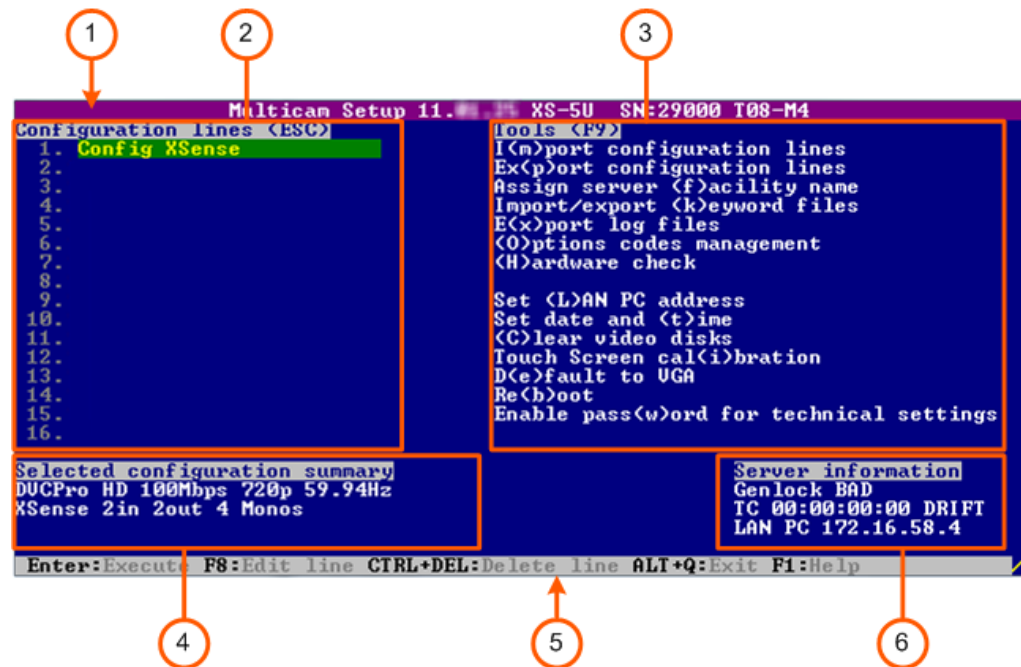 1 2 3
Multicam Setup 11. XS-5U SN:29000 T08-M4
Configuration lines (ESC)
1. Config XSense
2.
3.
4.
5.
6.
7.
8.
9.
10.
11.
12.
13.
14.
15.
16.
Tools (F9)
I(m)port configuration lines
Ex(p)ort configuration lines
Assign server (f)acility name
Import/export (k)eyword files
E(x)port log files
(O)ptions codes management
(H)ardware check
Set (L)AN PC address
Set date and (t)ime
(C)lear video disks
Touch Screen cal(i)bration
D(e)fault to VGA
Re(b)oot
Enable pass(w)ord for technical settings
Selected configuration summary
DVCPro HD 100Mbps 720p 59.94Hz
XSense 2in 2out 4 Monos
Server information
Genlock BAD
TC 00:00:00:00 DRIFT
LAN PC 172.16.58.4
Enter:Execute F8:Edit line CTRL+DEL:Delete line ALT+Q:Exit F1:Help
4 5 6